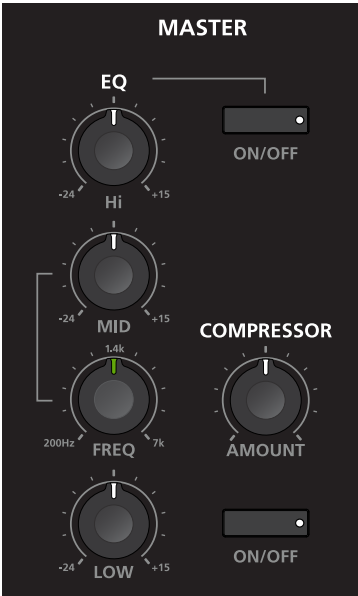 MASTER
EQ
ON/OFF
-24 Hi +15
-24 MID +15
COMPRESSOR
1.4k
200Hz FREQ 7k
AMOUNT
-24 LOW +15
ON/OFF